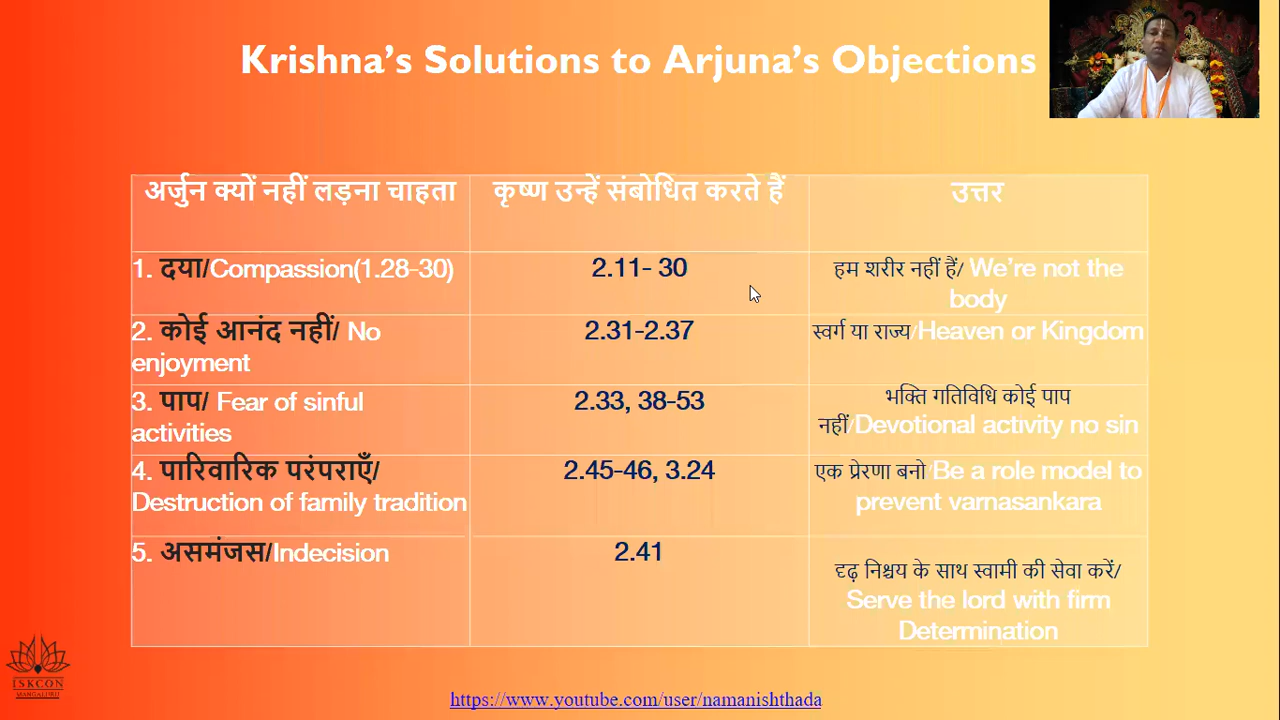 Krishna's Solutions to Arjuna's Objections
अर्जुन क्यों नहीं लड़ना चाहता
कृष्ण उन्हें संबोधित करते हैं
उत्तर
1. दया/Compassion(1.28-30)
2.11- 30
हम शरीर नहीं हैं/ We're not the
body
2. कोई आनंद नहीं/ No
enjoyment
2.31-2.37
स्वर्ग या राज्य/Heaven or Kingdom
3. पाप/ Fear of sinful
activities
2.33, 38-53
भक्ति गतिविधि कोई पाप
नहीं/Devotional activity no sin
4. पारिवारिक परंपराएँ/
Destruction of family tradition
2.45-46, 3.24
एक प्रेरणा बनो/Be a role model to
prevent varnasankara
5. असमंजस/Indecision
2.41
दृढ़ निश्चय के साथ स्वामी की सेवा करें/
Serve the lord with firm
Determination
ISKCON
MANGALURU
https://www.youtube.com/user/namanishthada